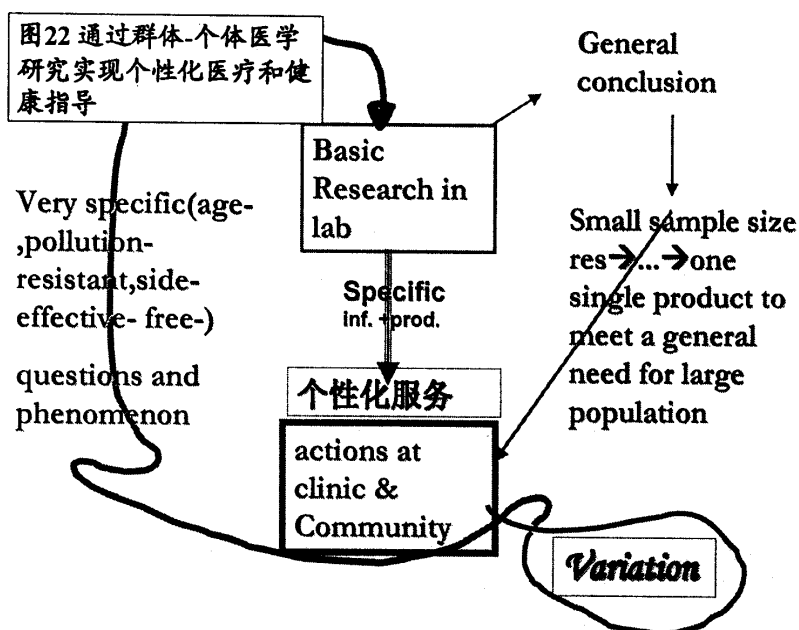 图22 通过群体-个体医学
研究实现个性化医疗和健
康指导
General
conclusion
Basic
Research in
lab
Very specific(age-
,pollution-
resistant,side-
effective- free-)
questions and
phenomenon
Specific
inf. +prod.
Small sample size
res→...→one
single product to
meet a general
need for large
population
个性化服务
actions at
clinic &
Community
Variation